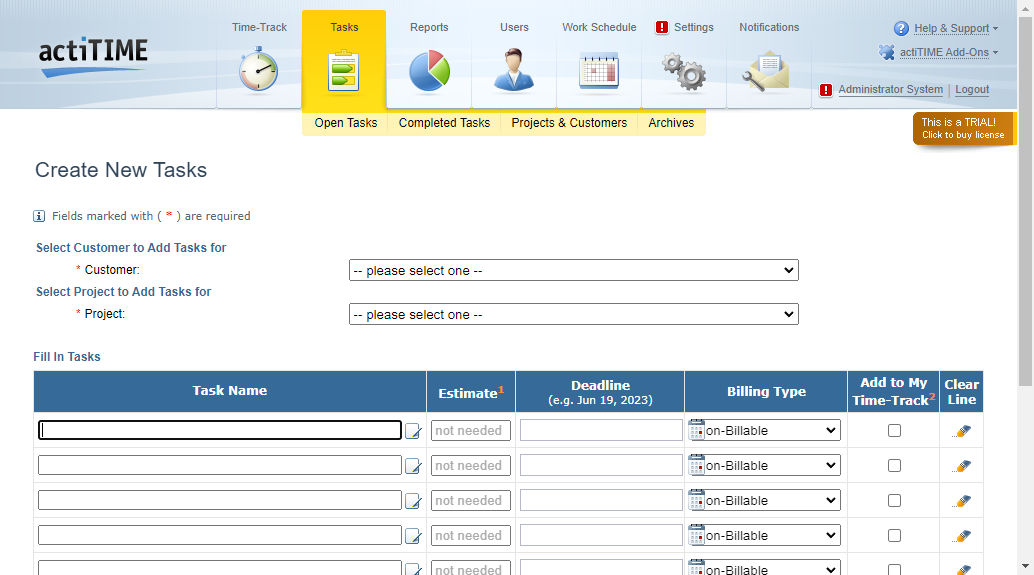 actiTIME
Time-Track
Tasks
Reports
Users
Work Schedule
Settings
Notifications
Help & Support
actiTIME Add-Ons
Administrator System
Logout
Open Tasks
Completed Tasks
Projects & Customers
Archives
This is a TRIAL!
Click to buy license
Create New Tasks
Fields marked with ( * ) are required
Select Customer to Add Tasks for
* Customer:
-- please select one --
Select Project to Add Tasks for
* Project:
-- please select one --
Fill In Tasks
Task Name
Estimate1
Deadline
(e.g. Jun 19, 2023)
Billing Type
Add to My
Time-Track2
Clear
Line
not needed
on-Billable
not needed
on-Billable
not needed
on-Billable
not needed
on-Billable
not needed
on-Billable